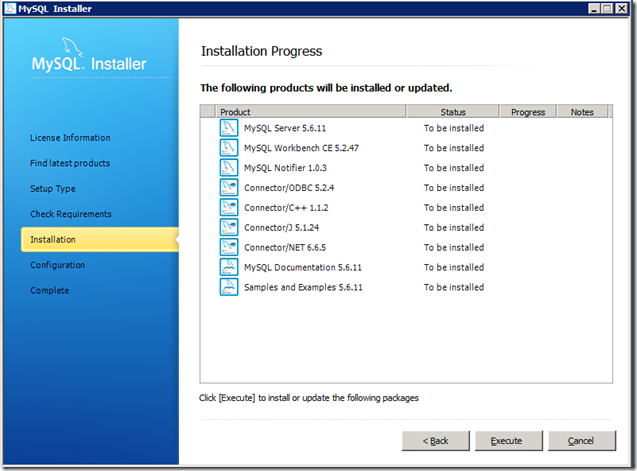 MySQL Installer
MySQL. Installer
License Information
Find latest products
Setup Type
Check Requirements
Installation
Configuration
Complete
Installation Progress
The following products will be installed or updated.
Product Status Progress Notes
MySQL Server 5.6.11 To be installed
MySQL Workbench CE 5.2.47 To be installed
MySQL Notifier 1.0.3 To be installed
Connector/ODBC 5.2.4 To be installed
Connector/C++ 1.1.2 To be installed
Connector/J 5.1.24 To be installed
Connector/NET 6.6.5 To be installed
MySQL Documentation 5.6.11 To be installed
Samples and Examples 5.6.11 To be installed
Click [Execute] to install or update the following packages
< Back Execute Cancel